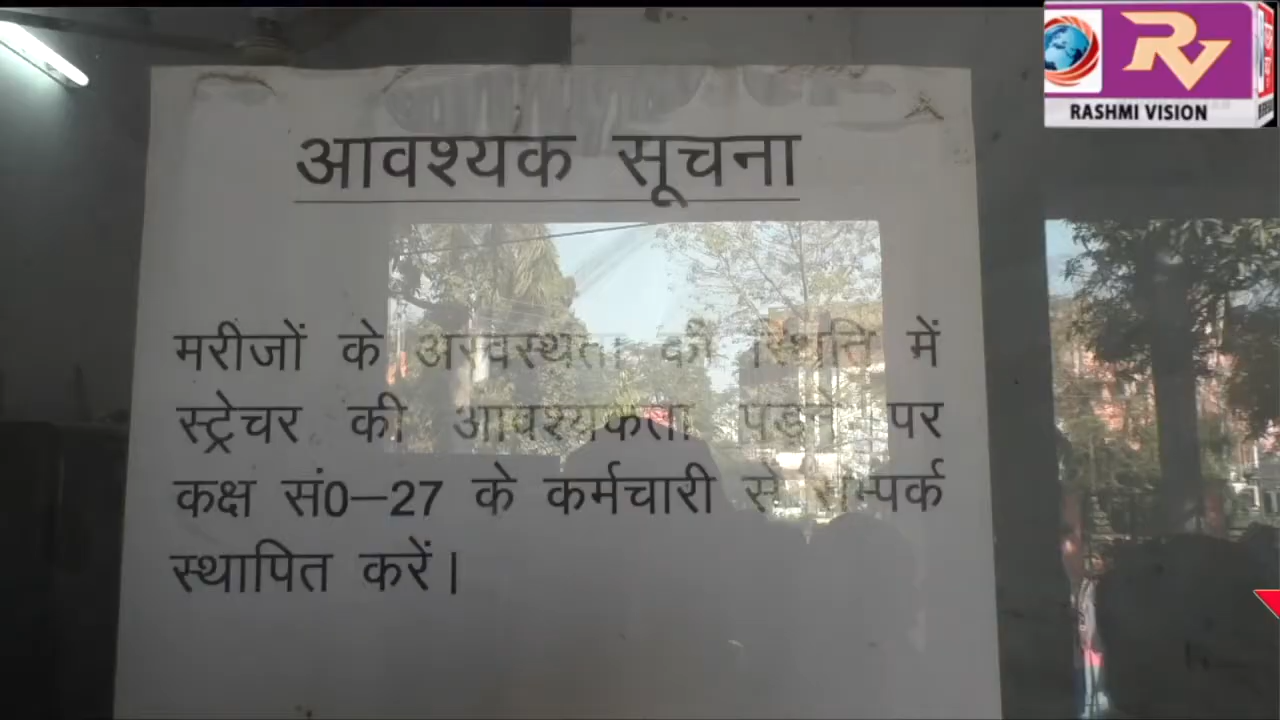 RV
RASHMI VISION
आवश्यक सूचना
मरीजों के अस्वस्थता की स्थिति में
स्ट्रेचर की आवश्यकता पड़ने पर
कक्ष सं0–27 के कर्मचारी से सम्पर्क
स्थापित करें।